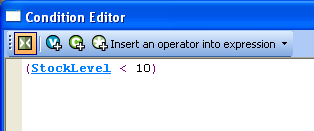 Condition Editor
Insert an operator into expression
(StockLevel < 10)